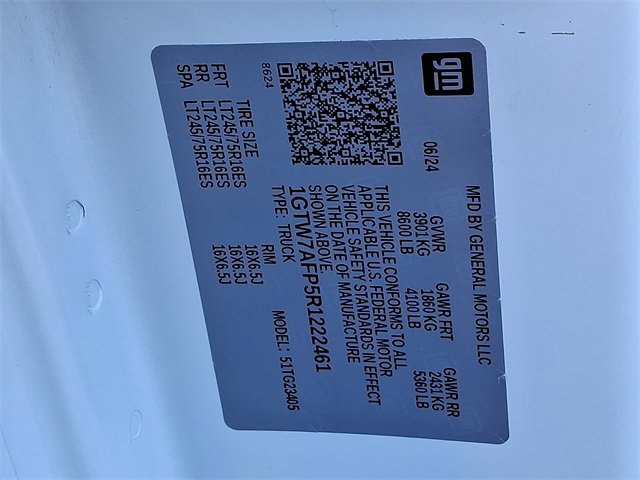 gm
06/24
MFD BY GENERAL MOTORS LLC
GVWR GAWR FRT GAWR RR
3901 KG 1860 KG 2431 KG
8600 LB 4100 LB 5360 LB
THIS VEHICLE CONFORMS TO ALL
APPLICABLE U.S. FEDERAL MOTOR
VEHICLE SAFETY STANDARDS IN EFFECT
ON THE DATE OF MANUFACTURE
SHOWN ABOVE.
1GTW7AFP5R1222461
TYPE: TRUCK MODEL: 51TG23405
8624
TIRE SIZE RIM
FRT LT245/75R16ES 16X6.5J
RR LT245/75R16ES 16X6.5J
SPA LT245/75R16ES 16X6.5J